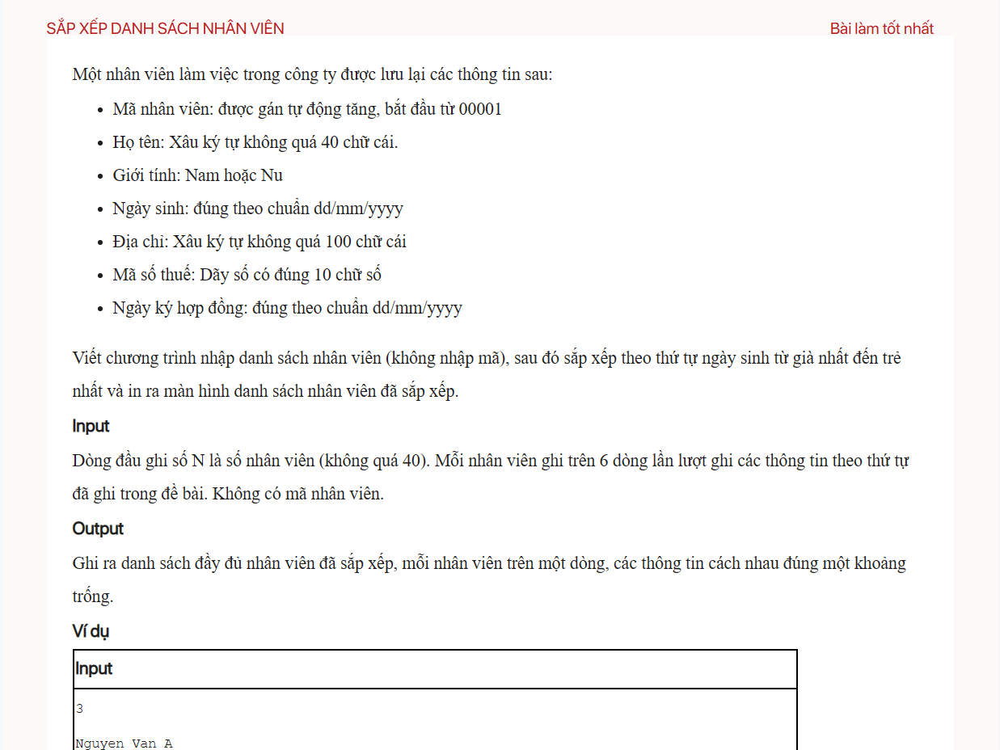 SẮP XẾP DANH SÁCH NHÂN VIÊN
Bài làm tốt nhất
Một nhân viên làm việc trong công ty được lưu lại các thông tin sau:
• Mã nhân viên: được gán tự động tăng, bắt đầu từ 00001
• Họ tên: Xâu ký tự không quá 40 chữ cái.
• Giới tính: Nam hoặc Nu
• Ngày sinh: đúng theo chuẩn dd/mm/yyyy
• Địa chỉ: Xâu ký tự không quá 100 chữ cái
• Mã số thuế: Dãy số có đúng 10 chữ số
• Ngày ký hợp đồng: đúng theo chuẩn dd/mm/yyyy
Viết chương trình nhập danh sách nhân viên (không nhập mã), sau đó sắp xếp theo thứ tự ngày sinh từ già nhất đến trẻ
nhất và in ra màn hình danh sách nhân viên đã sắp xếp.
Input
Dòng đầu ghi số N là số nhân viên (không quá 40). Mỗi nhân viên ghi trên 6 dòng lần lượt ghi các thông tin theo thứ tự
đã ghi trong đề bài. Không có mã nhân viên.
Output
Ghi ra danh sách đầy đủ nhân viên đã sắp xếp, mỗi nhân viên trên một dòng, các thông tin cách nhau đúng một khoảng
trống.
Ví dụ
Input
3
Nguyen Van A